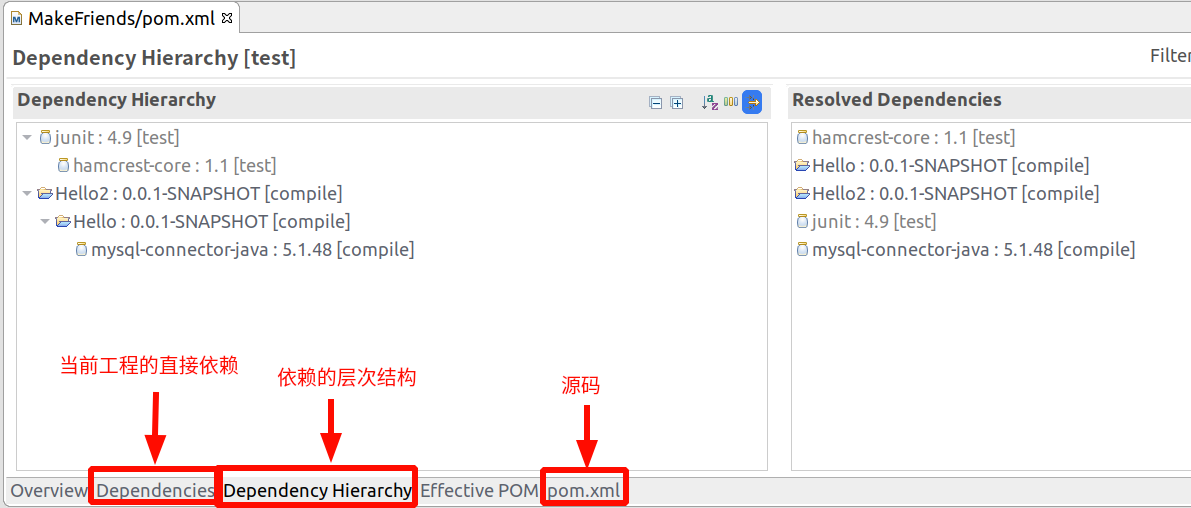 MakeFriends/pom.xml
Dependency Hierarchy [test]
Filter
Dependency Hierarchy
Resolved Dependencies
junit : 4.9 [test]
hamcrest-core : 1.1 [test]
Hello2 : 0.0.1-SNAPSHOT [compile]
Hello : 0.0.1-SNAPSHOT [compile]
mysql-connector-java : 5.1.48 [compile]
hamcrest-core : 1.1 [test]
Hello : 0.0.1-SNAPSHOT [compile]
Hello2 : 0.0.1-SNAPSHOT [compile]
junit : 4.9 [test]
mysql-connector-java : 5.1.48 [compile]
当前工程的直接依赖
依赖的层次结构
源码
Overview Dependencies Dependency Hierarchy Effective POM pom.xml